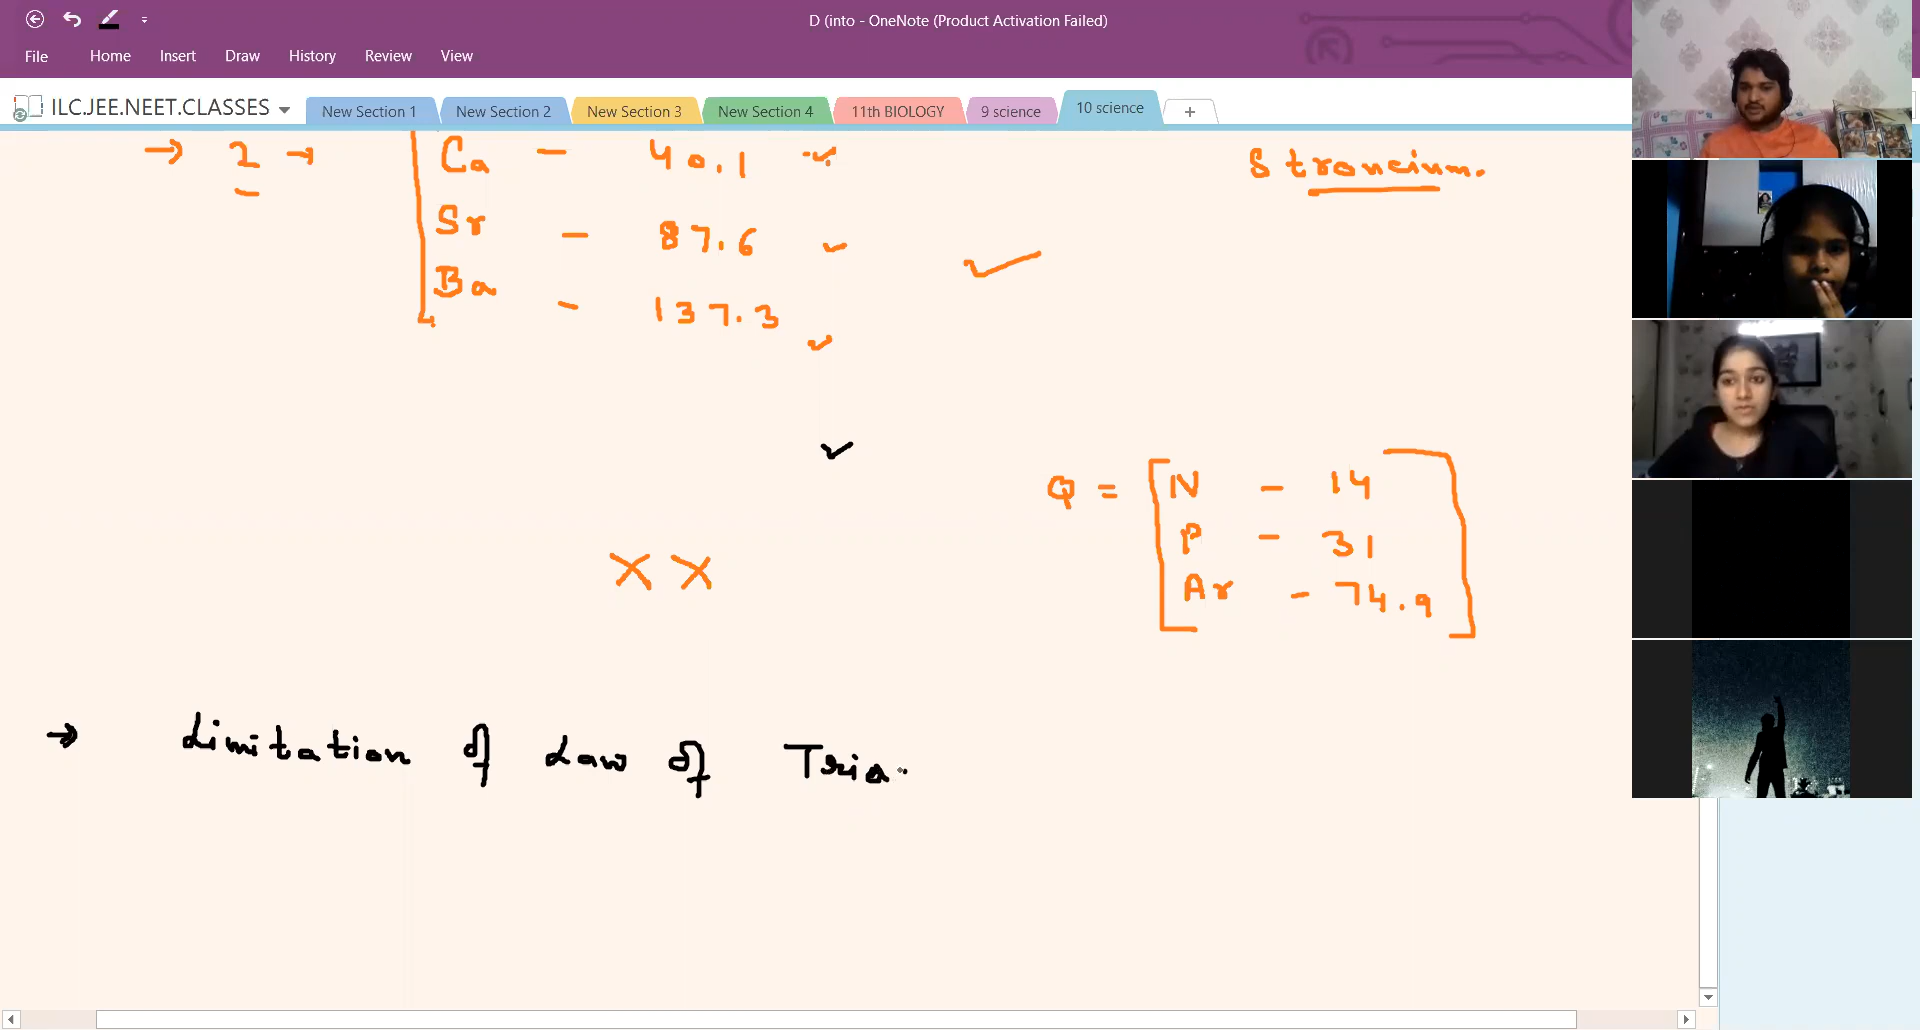 D (into - OneNote (Product Activation Failed)
File Home Insert Draw History Review View
ILC.JEE.NEET.CLASSES New Section 1 New Section 2 New Section 3 New Section 4 11th BIOLOGY 9 science 10 science +
→ 2 → Ca - 40.1
Strancium.
Sr - 87.6
Ba - 137.3
Q = N - 14
P - 31
Ar - 74.9
X X
→ Limitation of Law of Tria